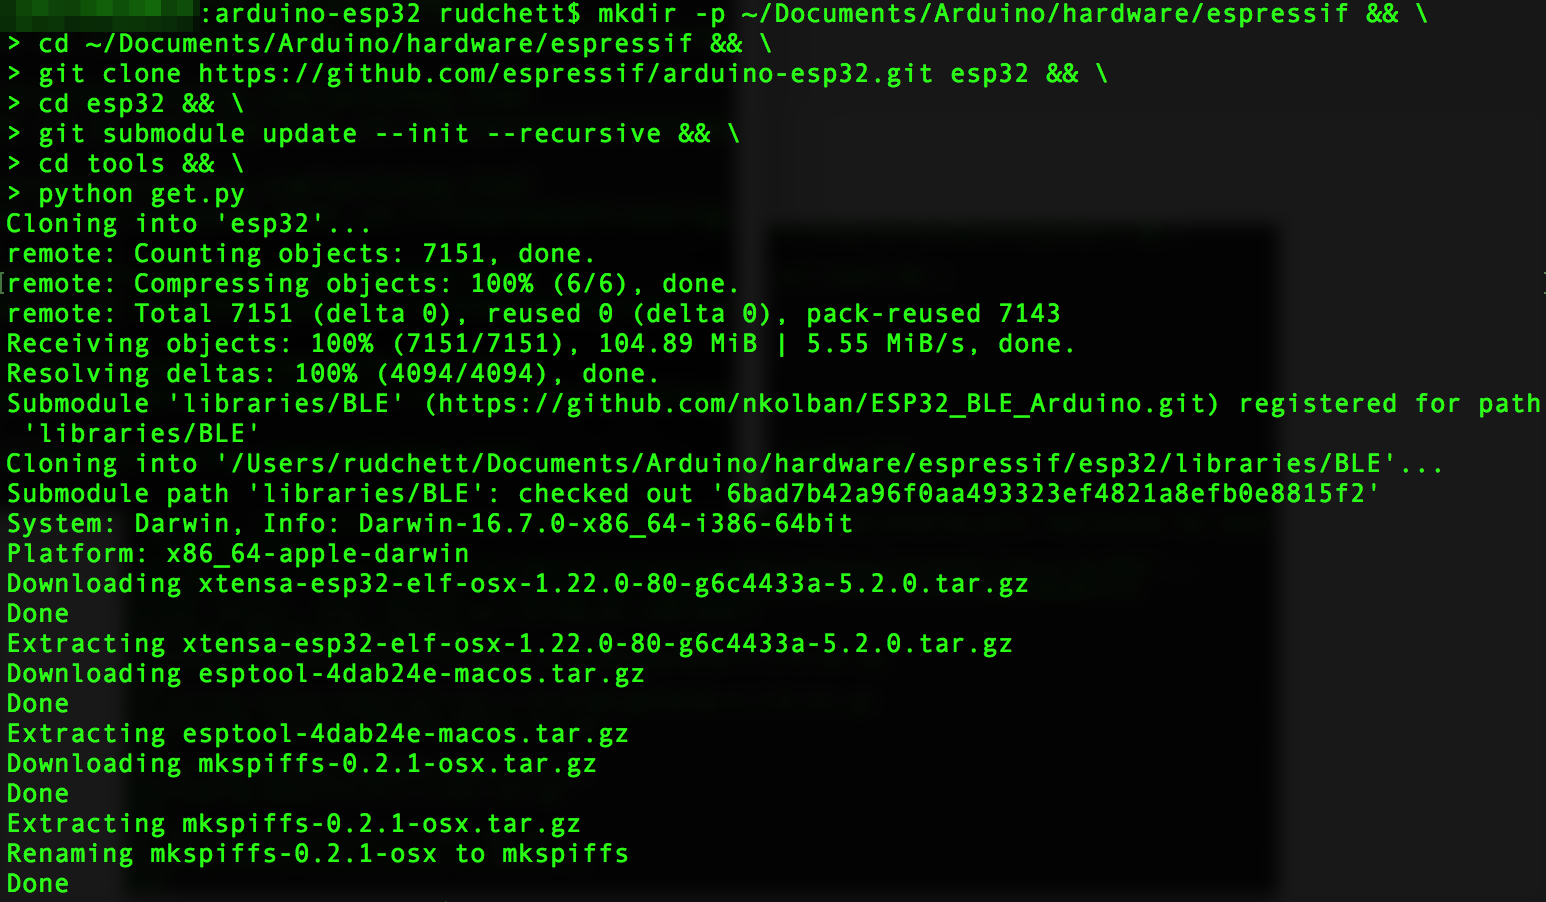 :arduino-esp32 rudchett$ mkdir -p ~/Documents/Arduino/hardware/espressif && \
> cd ~/Documents/Arduino/hardware/espressif && \
> git clone https://github.com/espressif/arduino-esp32.git esp32 && \
> cd esp32 && \
> git submodule update --init --recursive && \
> cd tools && \
> python get.py
Cloning into 'esp32'...
remote: Counting objects: 7151, done.
remote: Compressing objects: 100% (6/6), done.
remote: Total 7151 (delta 0), reused 0 (delta 0), pack-reused 7143
Receiving objects: 100% (7151/7151), 104.89 MiB | 5.55 MiB/s, done.
Resolving deltas: 100% (4094/4094), done.
Submodule 'libraries/BLE' (https://github.com/nkolban/ESP32_BLE_Arduino.git) registered for path
 'libraries/BLE'
Cloning into '/Users/rudchett/Documents/Arduino/hardware/espressif/esp32/libraries/BLE'...
Submodule path 'libraries/BLE': checked out '6bad7b42a96f0aa493323ef4821a8efb0e8815f2'
System: Darwin, Info: Darwin-16.7.0-x86_64-i386-64bit
Platform: x86_64-apple-darwin
Downloading xtensa-esp32-elf-osx-1.22.0-80-g6c4433a-5.2.0.tar.gz
Done
Extracting xtensa-esp32-elf-osx-1.22.0-80-g6c4433a-5.2.0.tar.gz
Downloading esptool-4dab24e-macos.tar.gz
Done
Extracting esptool-4dab24e-macos.tar.gz
Downloading mkspiffs-0.2.1-osx.tar.gz
Done
Extracting mkspiffs-0.2.1-osx.tar.gz
Renaming mkspiffs-0.2.1-osx to mkspiffs
Done